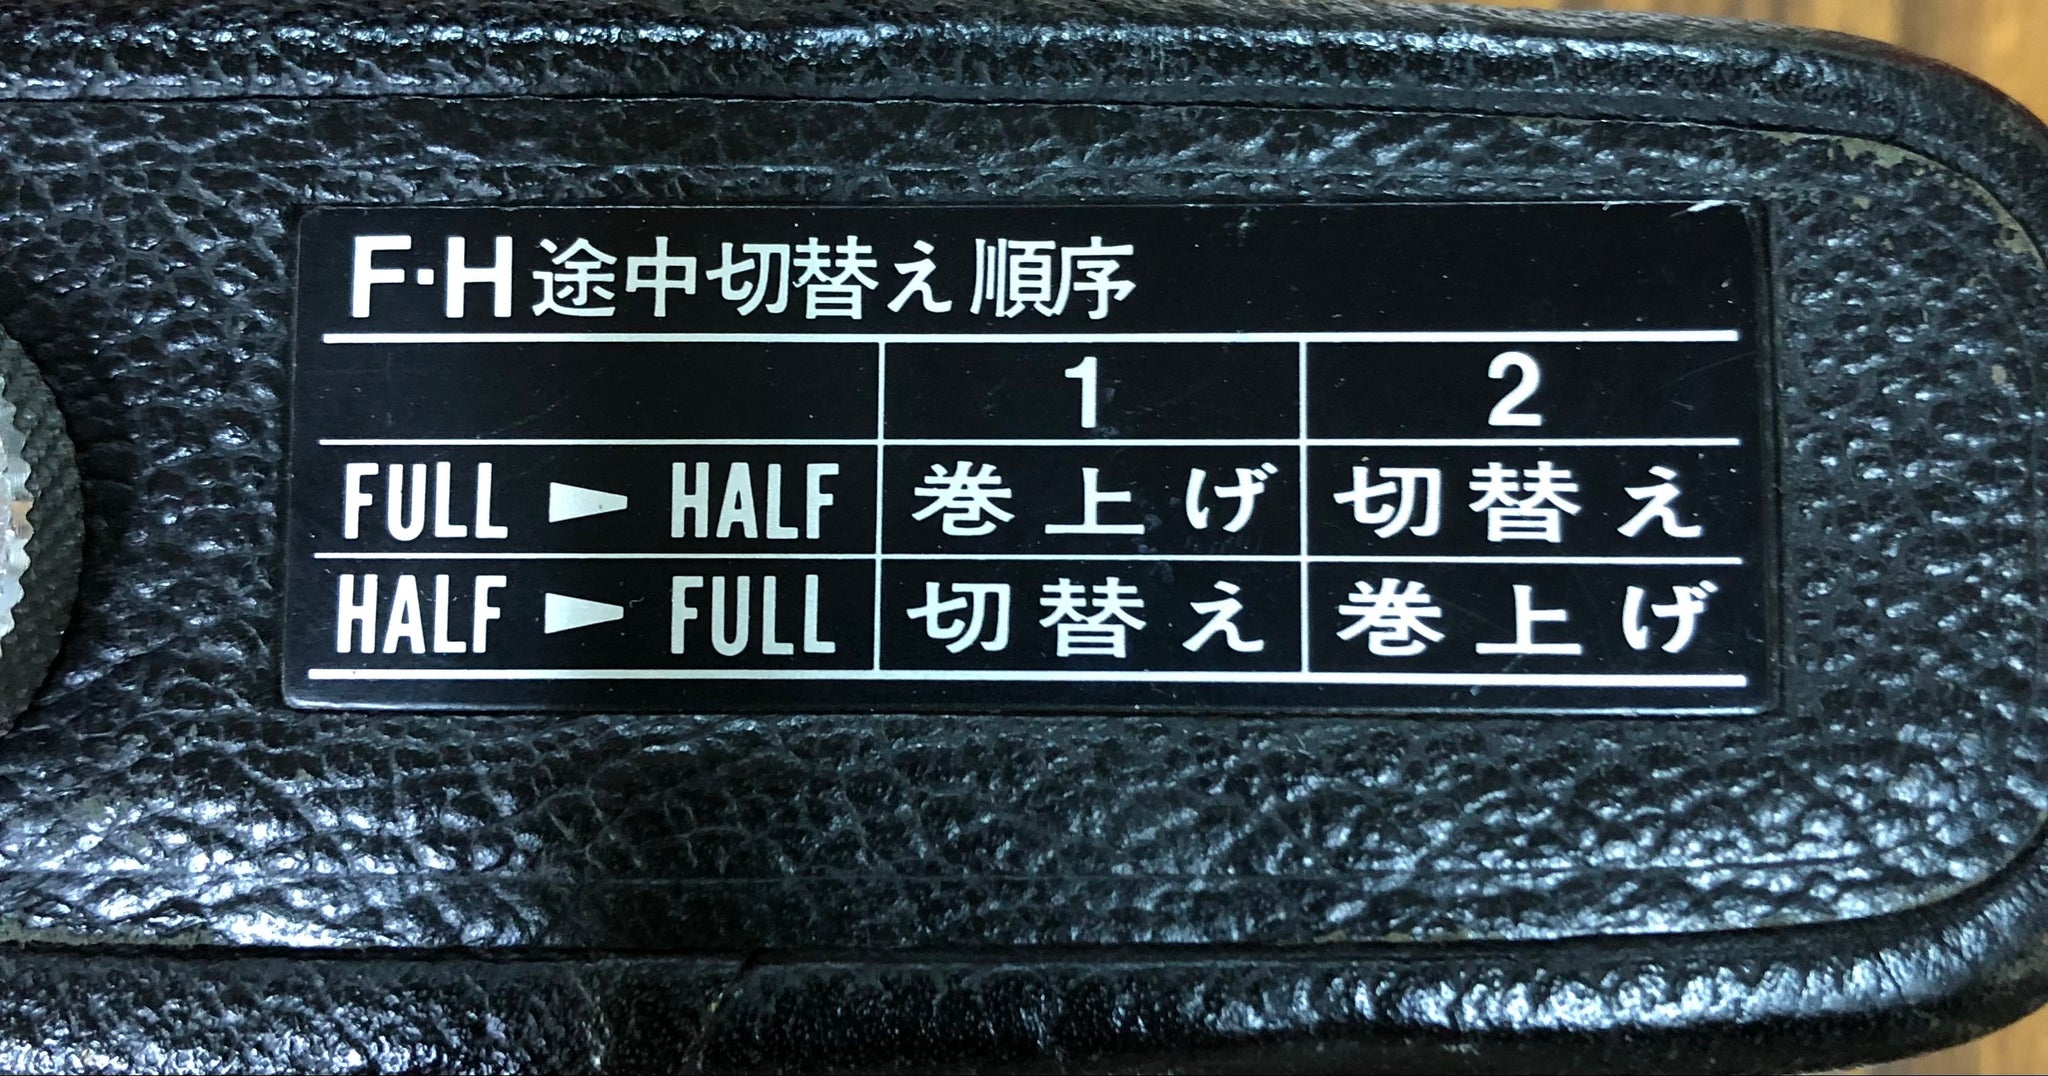 F·H途中切替え順序
1 2
FULL ► HALF 巻上げ 切替え
HALF ► FULL 切替え 巻上げ